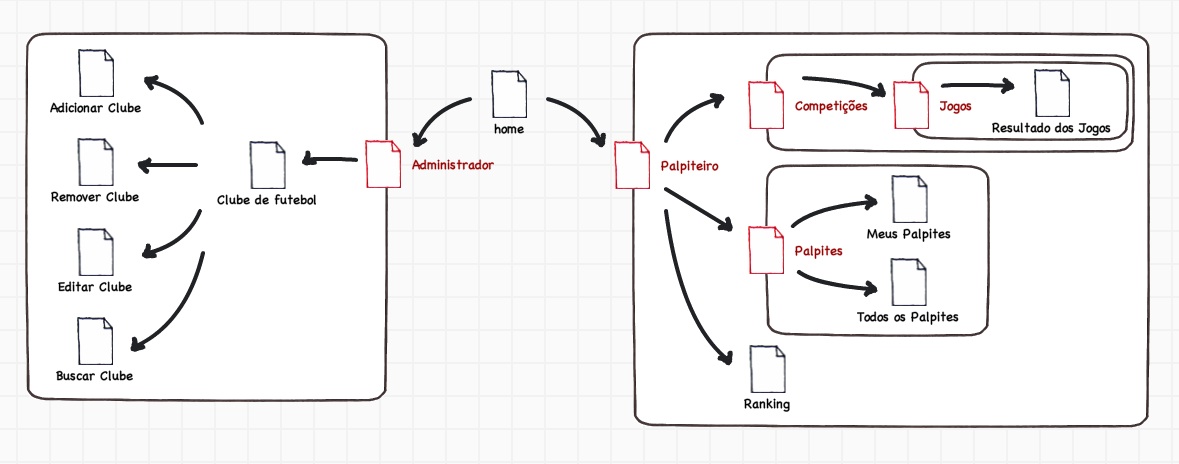 home
Administrador
Clube de futebol
Adicionar Clube
Remover Clube
Editar Clube
Buscar Clube
Palpiteiro
Competições
Jogos
Resultado dos Jogos
Palpites
Meus Palpites
Todos os Palpites
Ranking